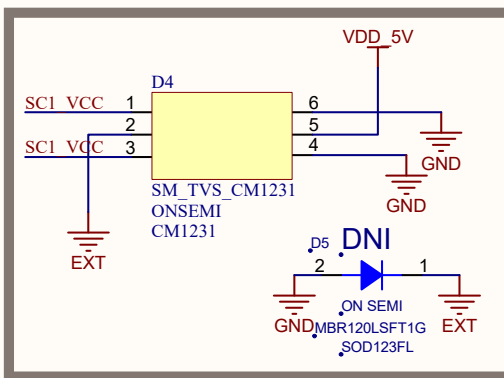 VDD_5V
D4
SC1_VCC 1
6
2
5
SC1_VCC 3
4
GND
SM_TVS_CM1231
ONSEMI
CM1231
GND
EXT
D5
DNI
2
1
GND
ON SEMI
EXT
MBR120LSFT1G
SOD123FL